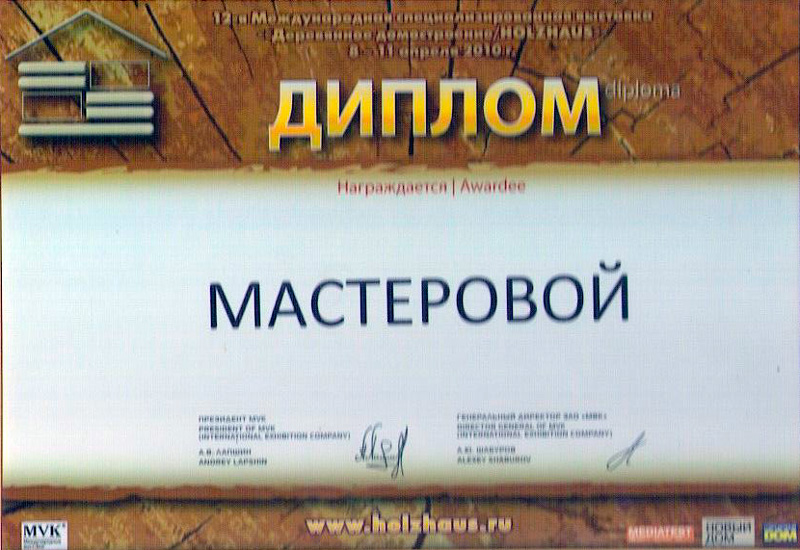 12-я Международная специализированная выставка
«Деревянное домостроение/HOLZHAUS»
8 - 11 апреля 2010 г.
ДИПЛОМ diploma
Награждается | Awardee
МАСТЕРОВОЙ
ПРЕЗИДЕНТ МVK
PRESIDENT OF MVK
(INTERNATIONAL EXHIBITION COMPANY)
А.В. ЛАПШИН
ANDREY LAPSHIN
ГЕНЕРАЛЬНЫЙ ДИРЕКТОР ЗАО «МВК»
DIRECTOR GENERAL OF MVK
(INTERNATIONAL EXHIBITION COMPANY)
А.Ю. ШАБУРОВ
ALEXEY SHABUROV
www.holzhaus.ru
MVK
MEDIATEST
НОВЫЙ
ДОМ
DOM